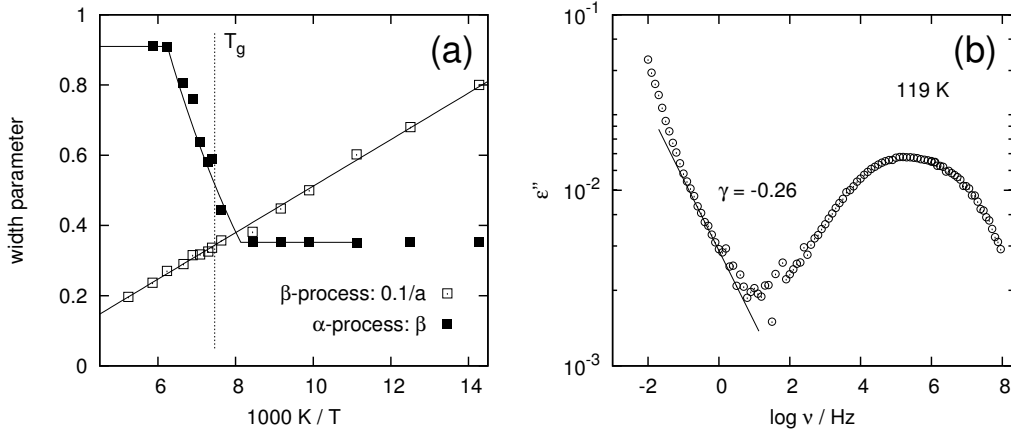 (a)
T_g
width parameter
1
0.8
0.6
0.4
0.2
0
β-process: 0.1/a
α-process: β
6
8
10
12
14
1000 K / T
(b)
119 K
γ = -0.26
ε''
10^-1
10^-2
10^-3
-2
0
2
4
6
8
log ν / Hz